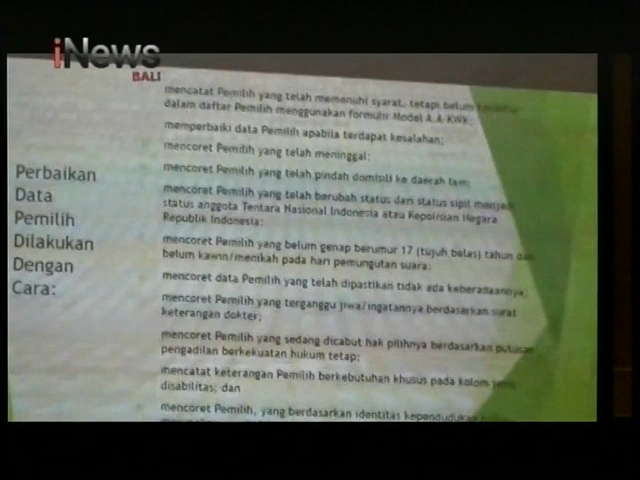 iNews
BALI
Perbaikan
Data
Pemilih
Dilakukan
Dengan
Cara:
mencatat Pemilih yang telah memenuhi syarat, tetapi belum
dalam daftar Pemilih menggunakan formulir Model A.A-KWK;
memperbaiki data Pemilih apabila terdapat kesalahan;
mencoret Pemilih yang telah meninggal;
mencoret Pemilih yang telah pindah domisili ke daerah lain;
mencoret Pemilih yang telah berubah status dari status sipil menjadi
status anggota Tentara Nasional Indonesia atau Kepolisian Negara
Republik Indonesia;
mencoret Pemilih yang belum genap berumur 17 (tujuh belas) tahun dan
belum kawin/menikah pada hari pemungutan suara;
mencoret data Pemilih yang telah dipastikan tidak ada keberadaannya;
mencoret Pemilih yang terganggu jiwa/ingatannya berdasarkan surat
keterangan dokter;
mencoret Pemilih yang sedang dicabut hak pilihnya berdasarkan putusan
pengadilan berkekuatan hukum tetap;
mencatat keterangan Pemilih berkebutuhan khusus pada kolom jenis
disabilitas; dan
mencoret Pemilih, yang berdasarkan identitas kependudukan